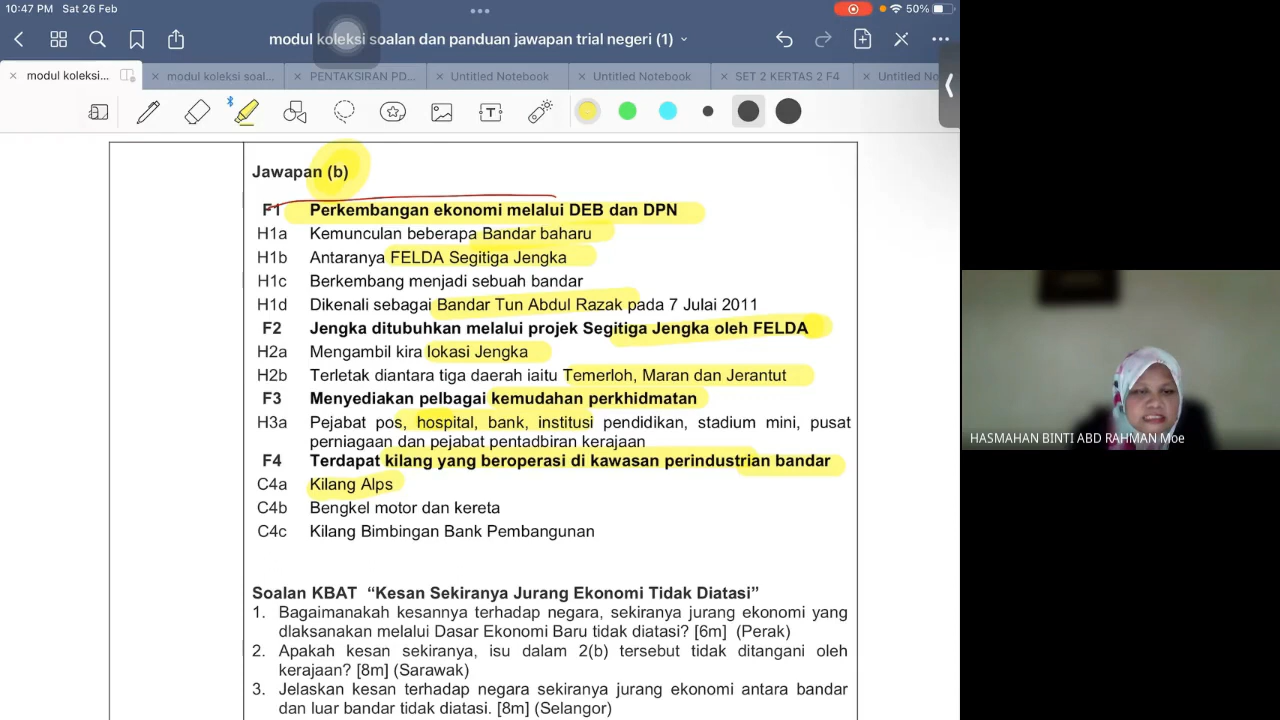 10:47 PM Sat 26 Feb
50%
modul koleksi soalan dan panduan jawapan trial negeri (1)
modul koleksi...
modul koleksi soal...
PENTAKSIRAN PD...
Untitled Notebook
Untitled Notebook
SET 2 KERTAS 2 F4
Untitled No
Jawapan (b)
F1 Perkembangan ekonomi melalui DEB dan DPN
H1a Kemunculan beberapa Bandar baharu
H1b Antaranya FELDA Segitiga Jengka
H1c Berkembang menjadi sebuah bandar
H1d Dikenali sebagai Bandar Tun Abdul Razak pada 7 Julai 2011
F2 Jengka ditubuhkan melalui projek Segitiga Jengka oleh FELDA
H2a Mengambil kira lokasi Jengka
H2b Terletak diantara tiga daerah iaitu Temerloh, Maran dan Jerantut
F3 Menyediakan pelbagai kemudahan perkhidmatan
H3a Pejabat pos, hospital, bank, institusi pendidikan, stadium mini, pusat
perniagaan dan pejabat pentadbiran kerajaan
F4 Terdapat kilang yang beroperasi di kawasan perindustrian bandar
C4a Kilang Alps
C4b Bengkel motor dan kereta
C4c Kilang Bimbingan Bank Pembangunan
Soalan KBAT “Kesan Sekiranya Jurang Ekonomi Tidak Diatasi”
1. Bagaimanakah kesannya terhadap negara, sekiranya jurang ekonomi yang
dlaksanakan melalui Dasar Ekonomi Baru tidak diatasi? [6m] (Perak)
2. Apakah kesan sekiranya, isu dalam 2(b) tersebut tidak ditangani oleh
kerajaan? [8m] (Sarawak)
3. Jelaskan kesan terhadap negara sekiranya jurang ekonomi antara bandar
dan luar bandar tidak diatasi. [8m] (Selangor)
HASMAHAN BINTI ABD RAHMAN Moe